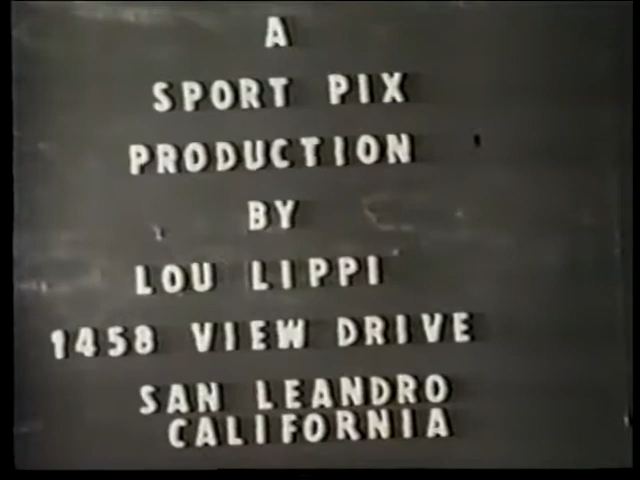 A
SPORT PIX
PRODUCTION
BY
LOU LIPPI
1458 VIEW DRIVE
SAN LEANDRO
CALIFORNIA